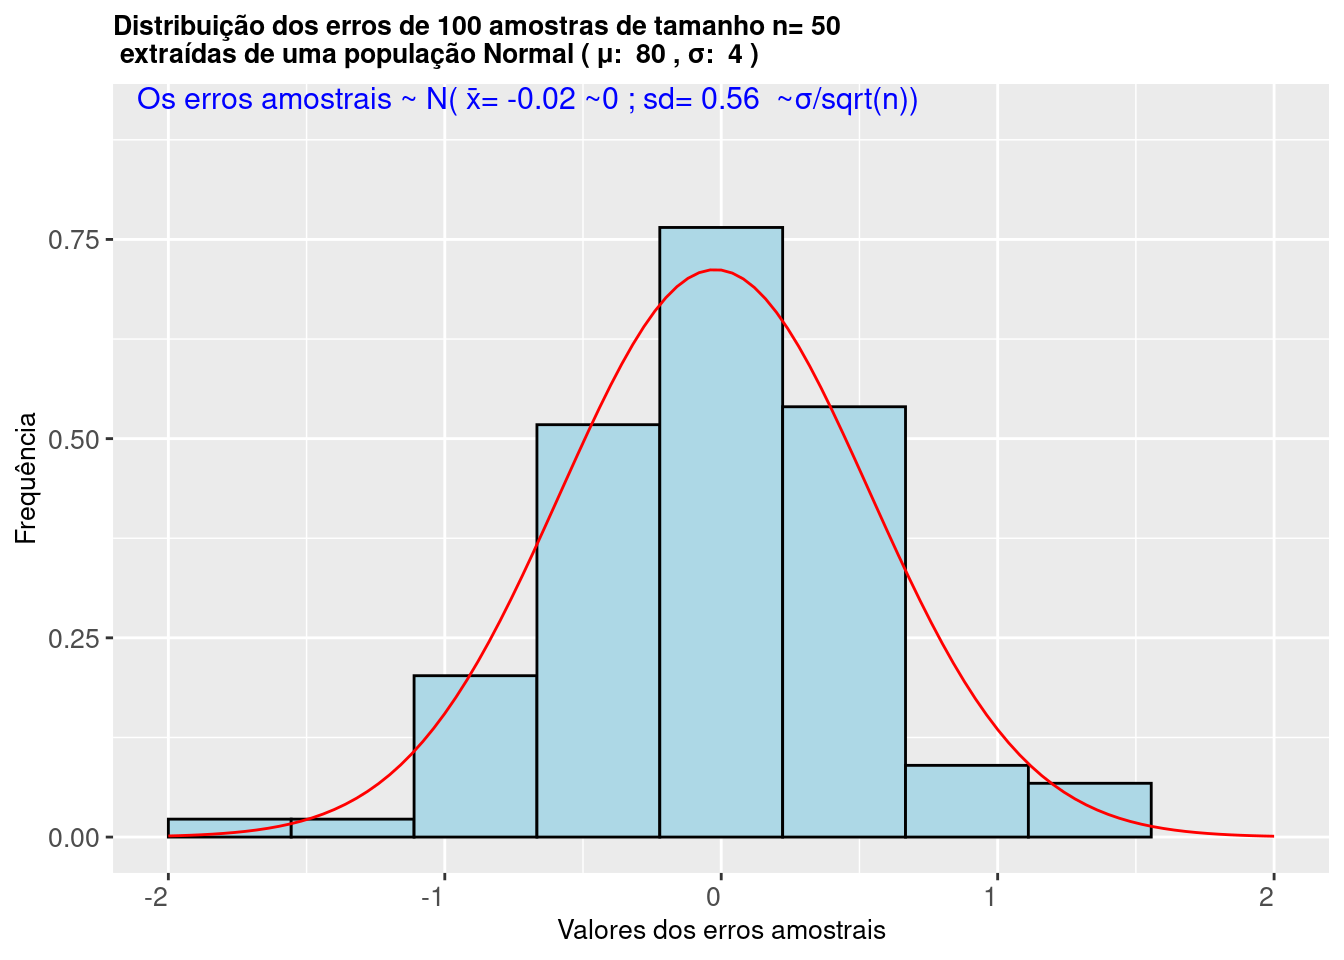 Distribuição dos erros de 100 amostras de tamanho n= 50
extraídas de uma população Normal ( μ:  80 , σ:  4 )
Os erros amostrais ~ N( x̄= -0.02 ~0 ; sd= 0.56  ~σ/sqrt(n))
Frequência
0.75
0.50
0.25
0.00
-2
-1
0
1
2
Valores dos erros amostrais